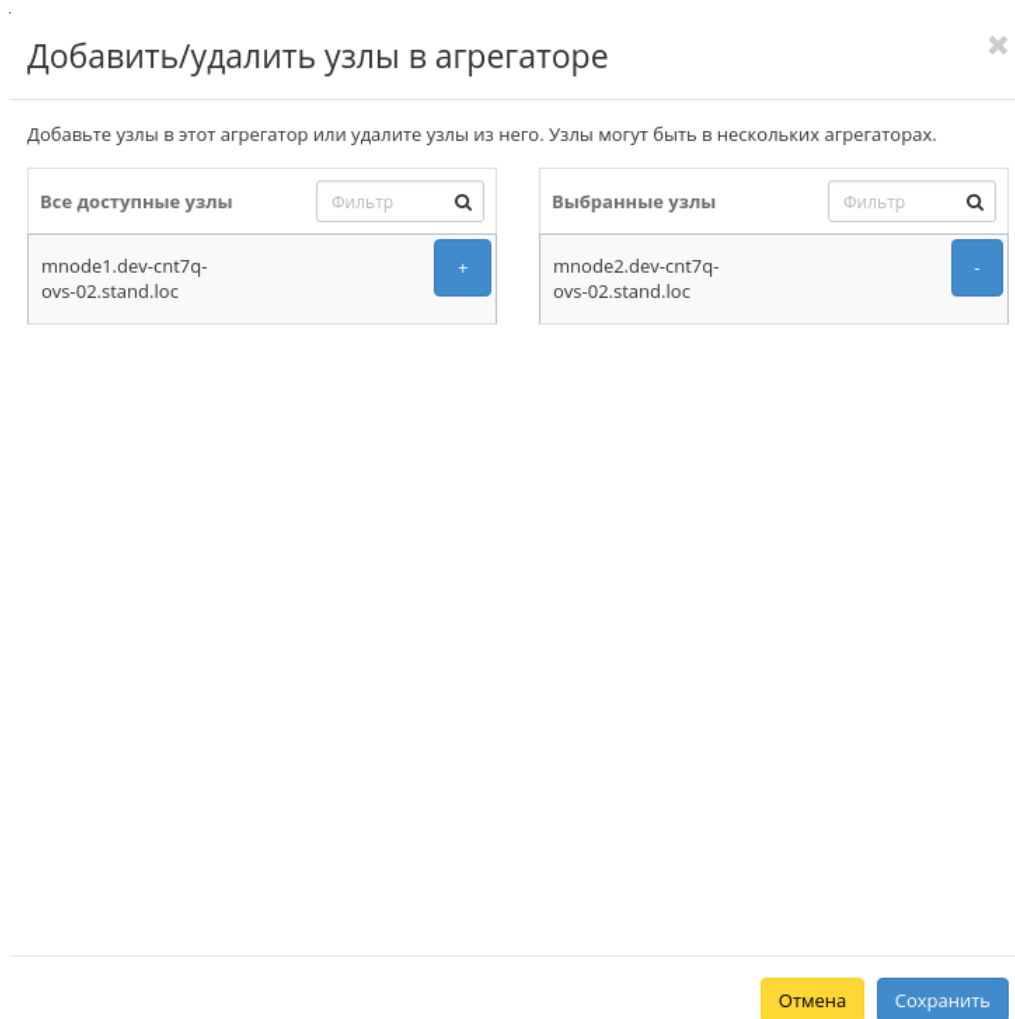 Добавить/удалить узлы в агрегаторе
Добавьте узлы в этот агрегатор или удалите узлы из него. Узлы могут быть в нескольких агрегаторах.
Все доступные узлы
Фильтр
mnode1.dev-cnt7q-
ovs-02.stand.loc
+
Выбранные узлы
Фильтр
mnode2.dev-cnt7q-
ovs-02.stand.loc
-
Отмена
Сохранить